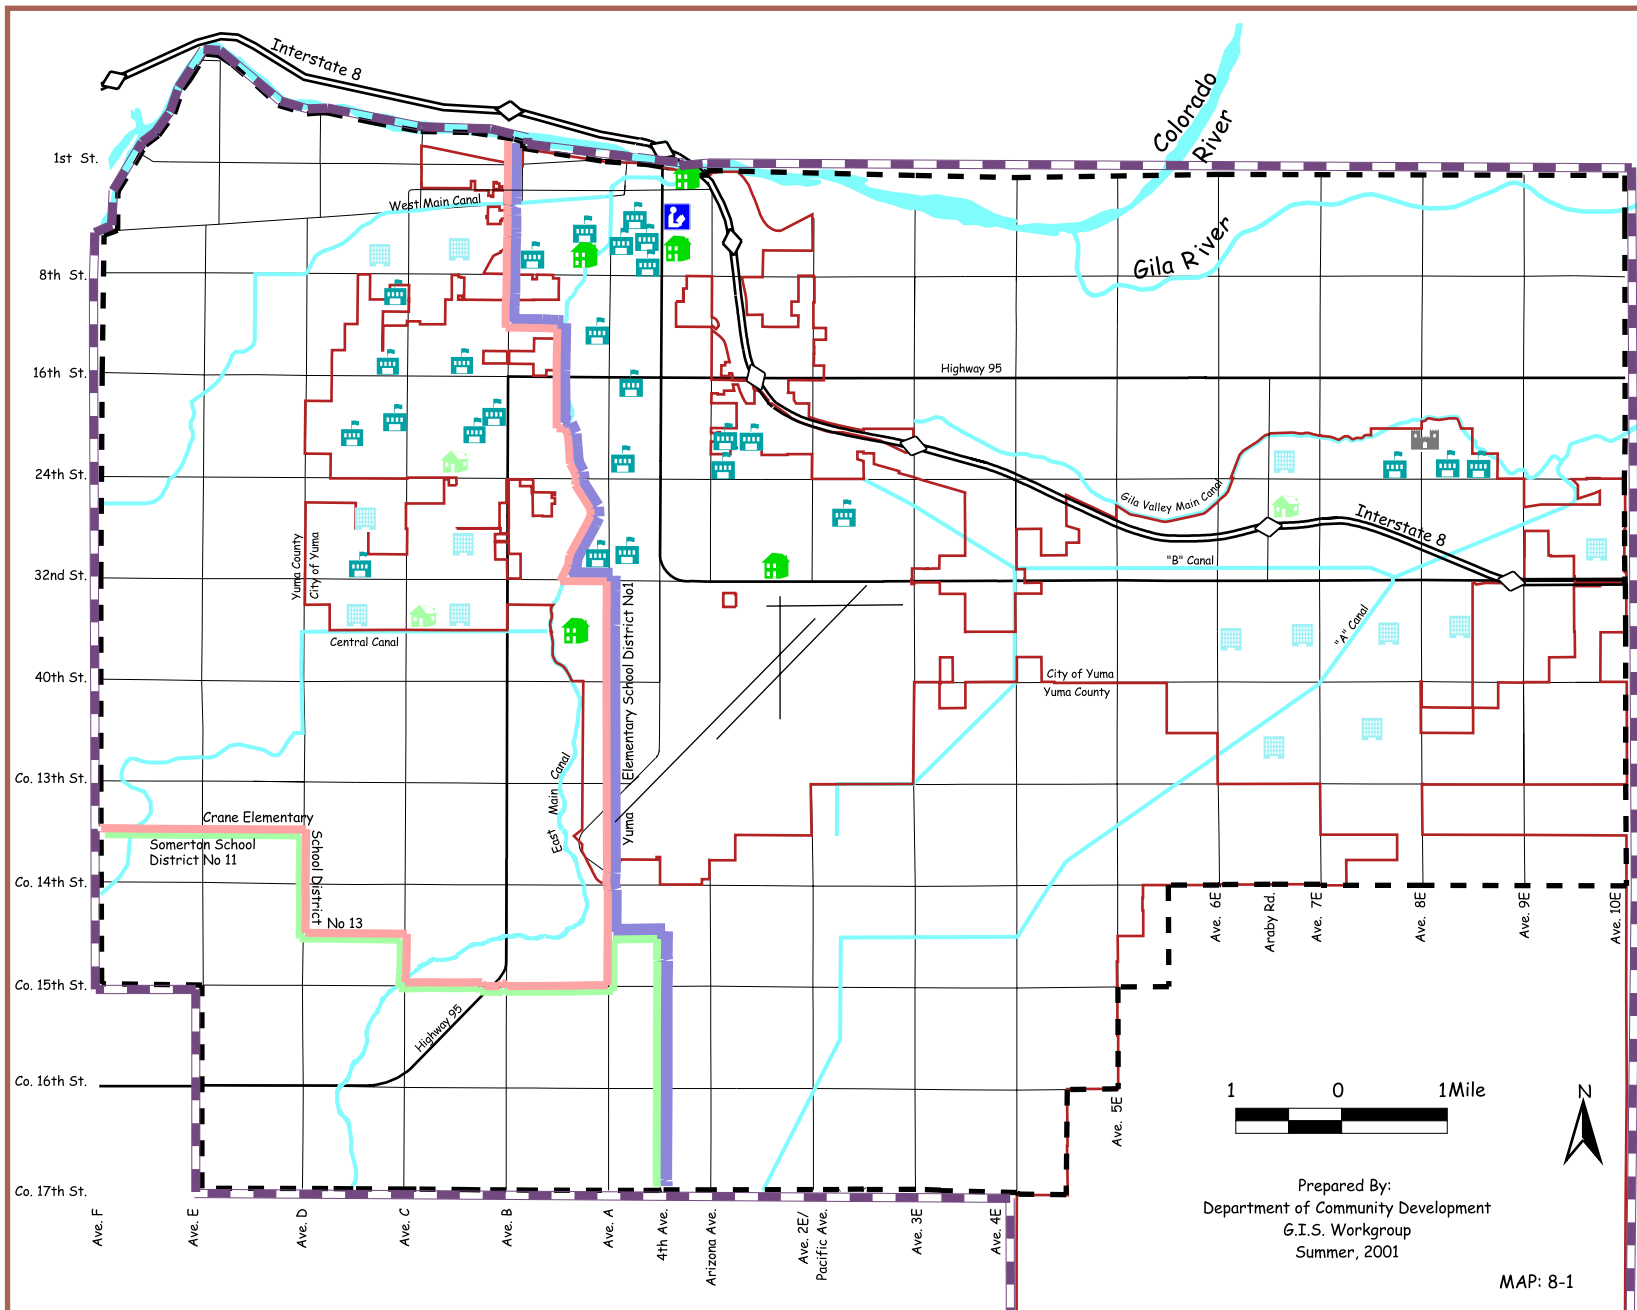 Interstate 8
Colorado
River
1st St.
West Main Canal
Gila River
8th St.
16th St.
Highway 95
24th St.
Gila Valley Main Canal
Interstate 8
"B" Canal
Yuma County
City of Yuma
32nd St.
Central Canal
"A" Canal
40th St.
City of Yuma
Yuma County
Yuma Elementary School District No1
East Main Canal
Co. 13th St.
Crane Elementary
School District
No 13
Somerton School
District No 11
Co. 14th St.
Ave. 6E
Araby Rd.
Ave. 7E
Ave. 8E
Ave. 9E
Ave. 10E
Co. 15th St.
Highway 95
Co. 16th St.
Ave. 5E
1 0 1Mile
N
Co. 17th St.
Ave. F
Ave. E
Ave. D
Ave. C
Ave. B
Ave. A
4th Ave.
Arizona Ave.
Ave. 2E/
Pacific Ave.
Ave. 3E
Ave. 4E
Prepared By:
Department of Community Development
G.I.S. Workgroup
Summer, 2001
MAP: 8-1